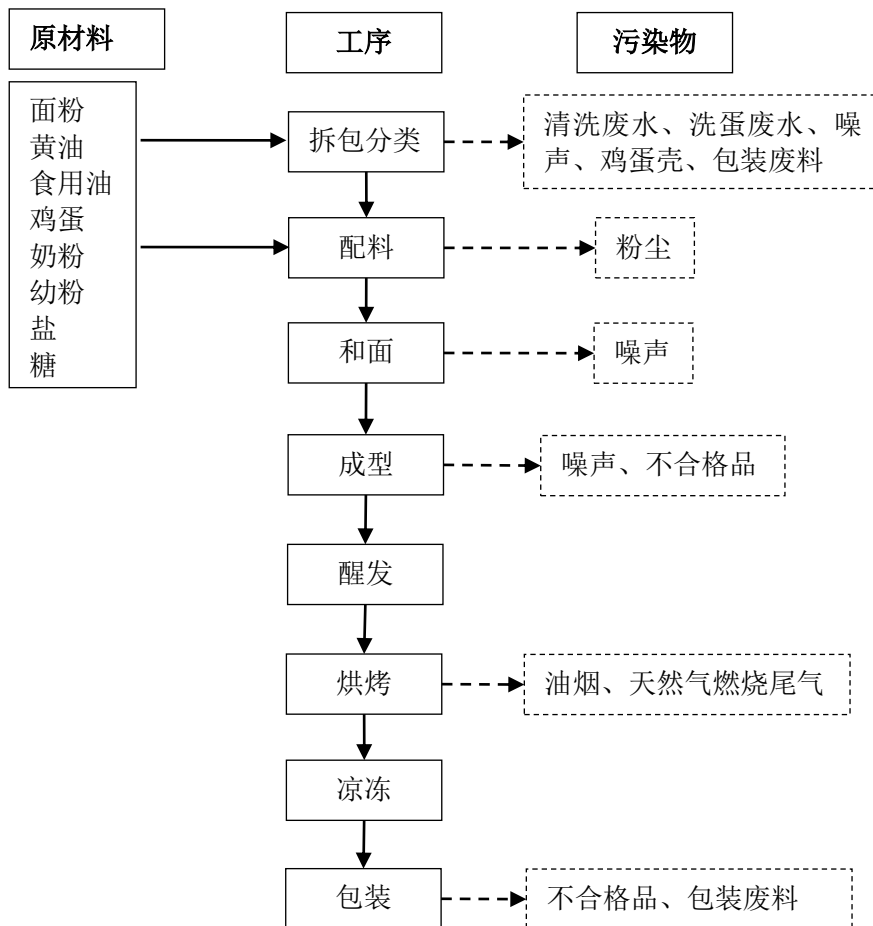 原材料
工序
污染物
面粉
黄油
食用油
鸡蛋
奶粉
幼粉
盐
糖
拆包分类
清洗废水、洗蛋废水、噪
声、鸡蛋壳、包装废料
配料
粉尘
和面
噪声
成型
噪声、不合格品
醒发
烘烤
油烟、天然气燃烧尾气
凉冻
包装
不合格品、包装废料